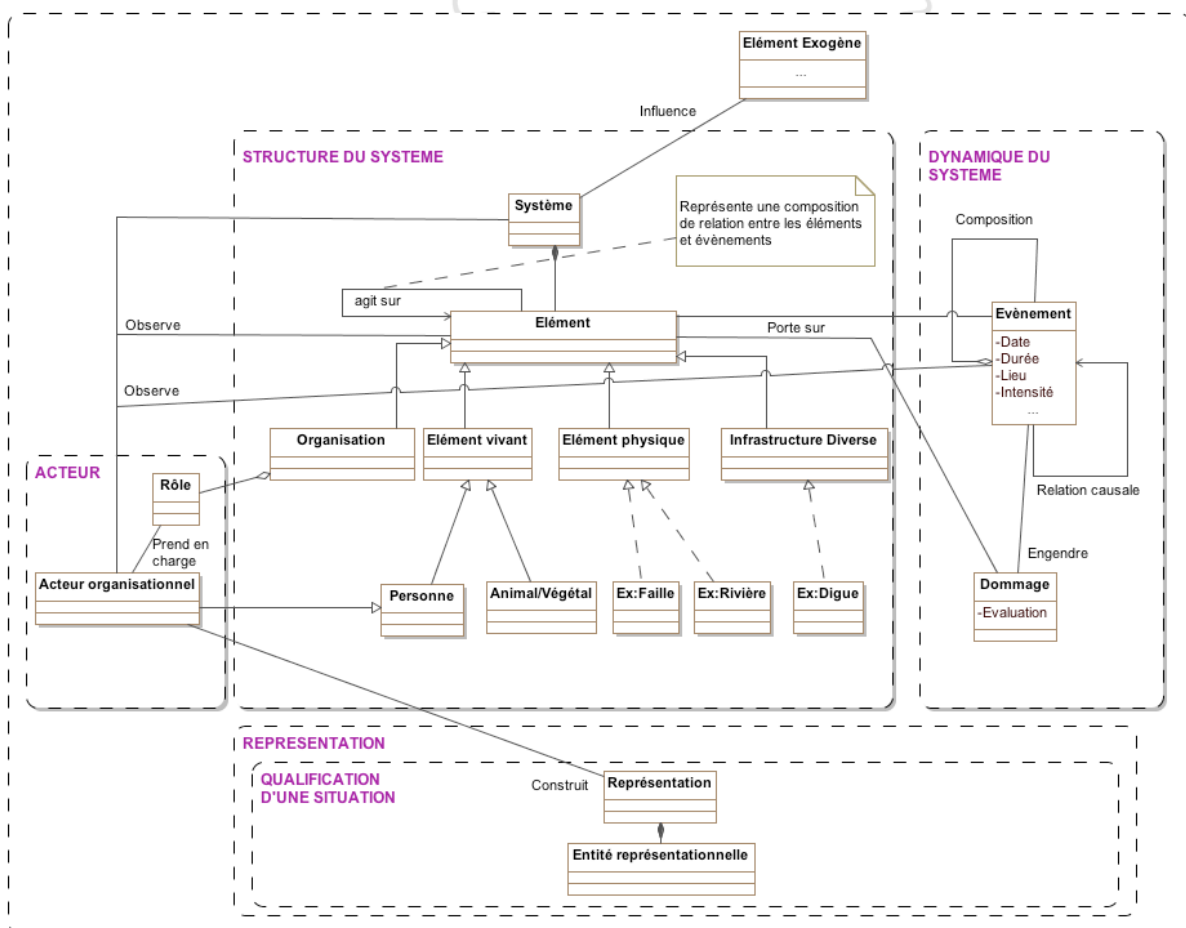 Elément Exogène
...
Influence
STRUCTURE DU SYSTEME
DYNAMIQUE DU
SYSTEME
Système
Représente une composition
de relation entre les éléments
et évènements
Composition
agit sur
Elément
Evènement
Observe
Porte sur
-Date
-Durée
-Lieu
-Intensité
...
Observe
Organisation
Elément vivant
Elément physique
Infrastructure Diverse
ACTEUR
Rôle
Relation causale
Prend en
charge
Engendre
Acteur organisationnel
Personne
Animal/Végétal
Ex:Faille
Ex:Rivière
Ex:Digue
Dommage
-Evaluation
REPRESENTATION
QUALIFICATION
D'UNE SITUATION
Construit
Représentation
Entité représentationnelle